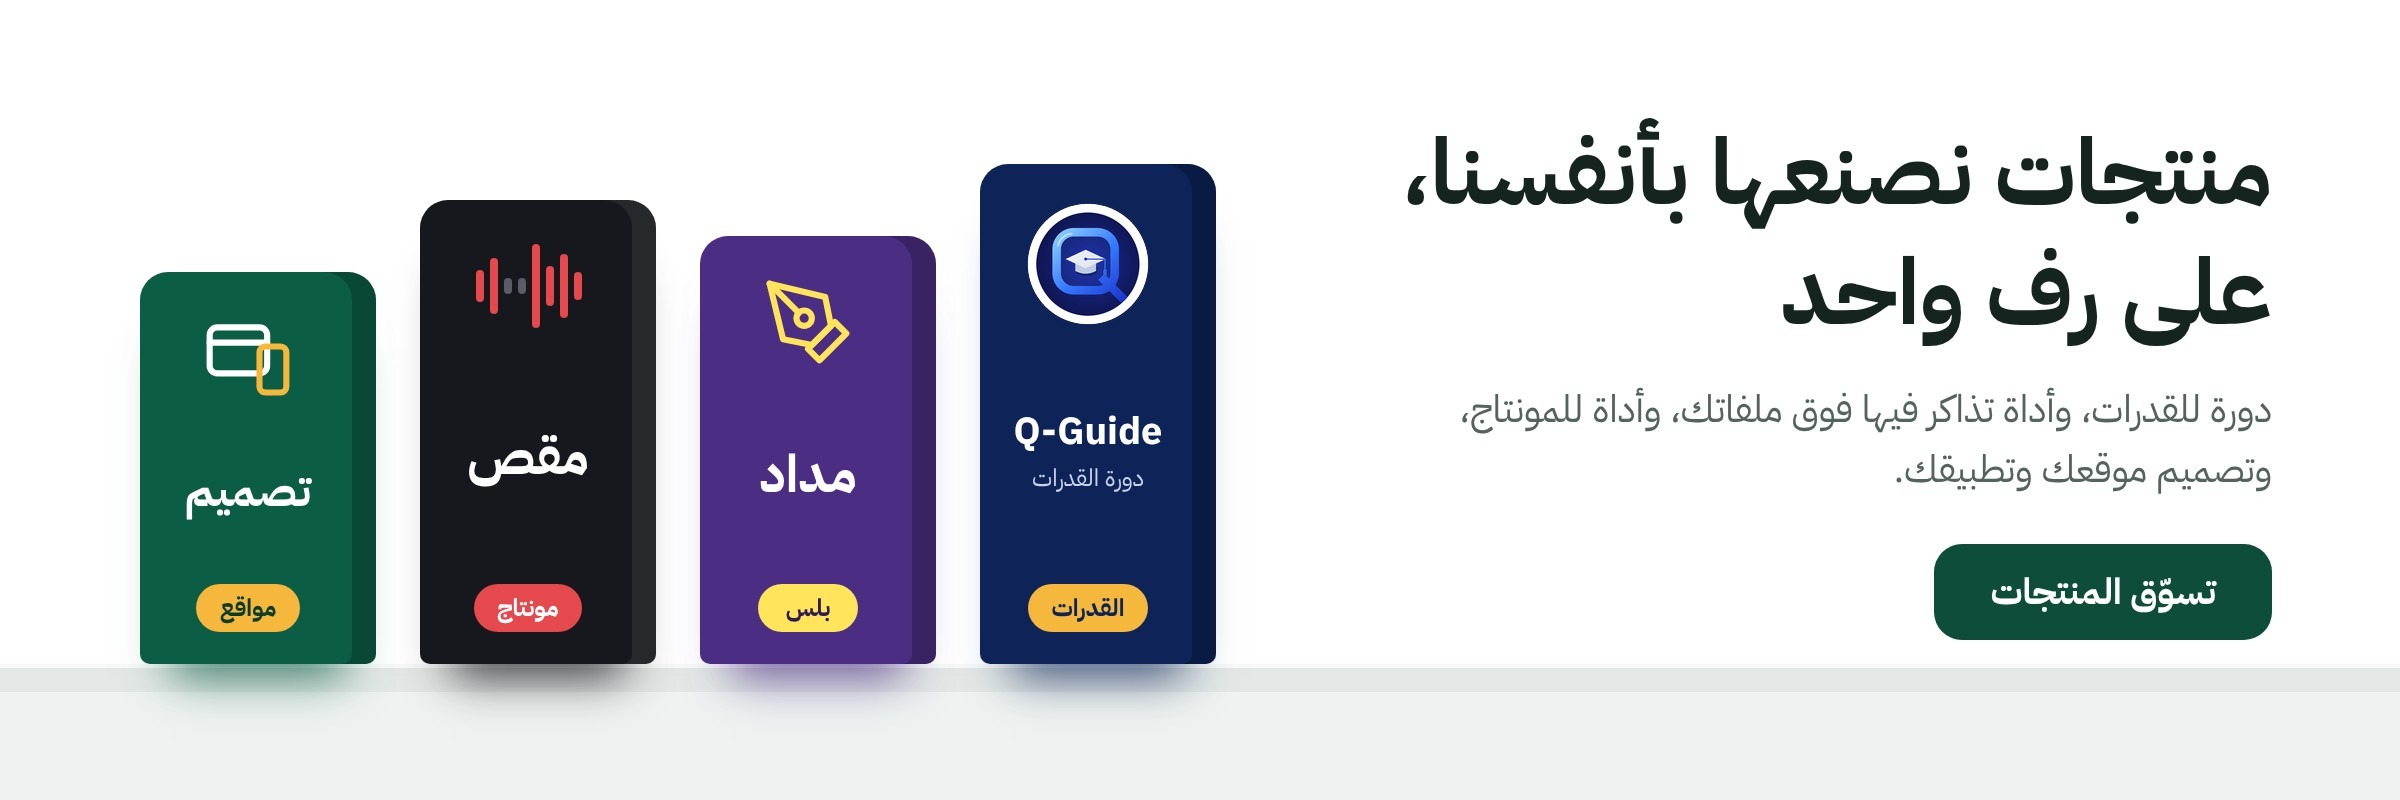 منتجات نصنعها بأنفسنا،
على رف واحد
دورة للقدرات، وأداة تذاكر فيها فوق ملفاتك، وأداة للمونتاج،
وتصميم موقعك وتطبيقك.
تسوّق المنتجات
Q-Guide
دورة القدرات
القدرات
مداد
بلس
مقص
مونتاج
تصميم
مواقع